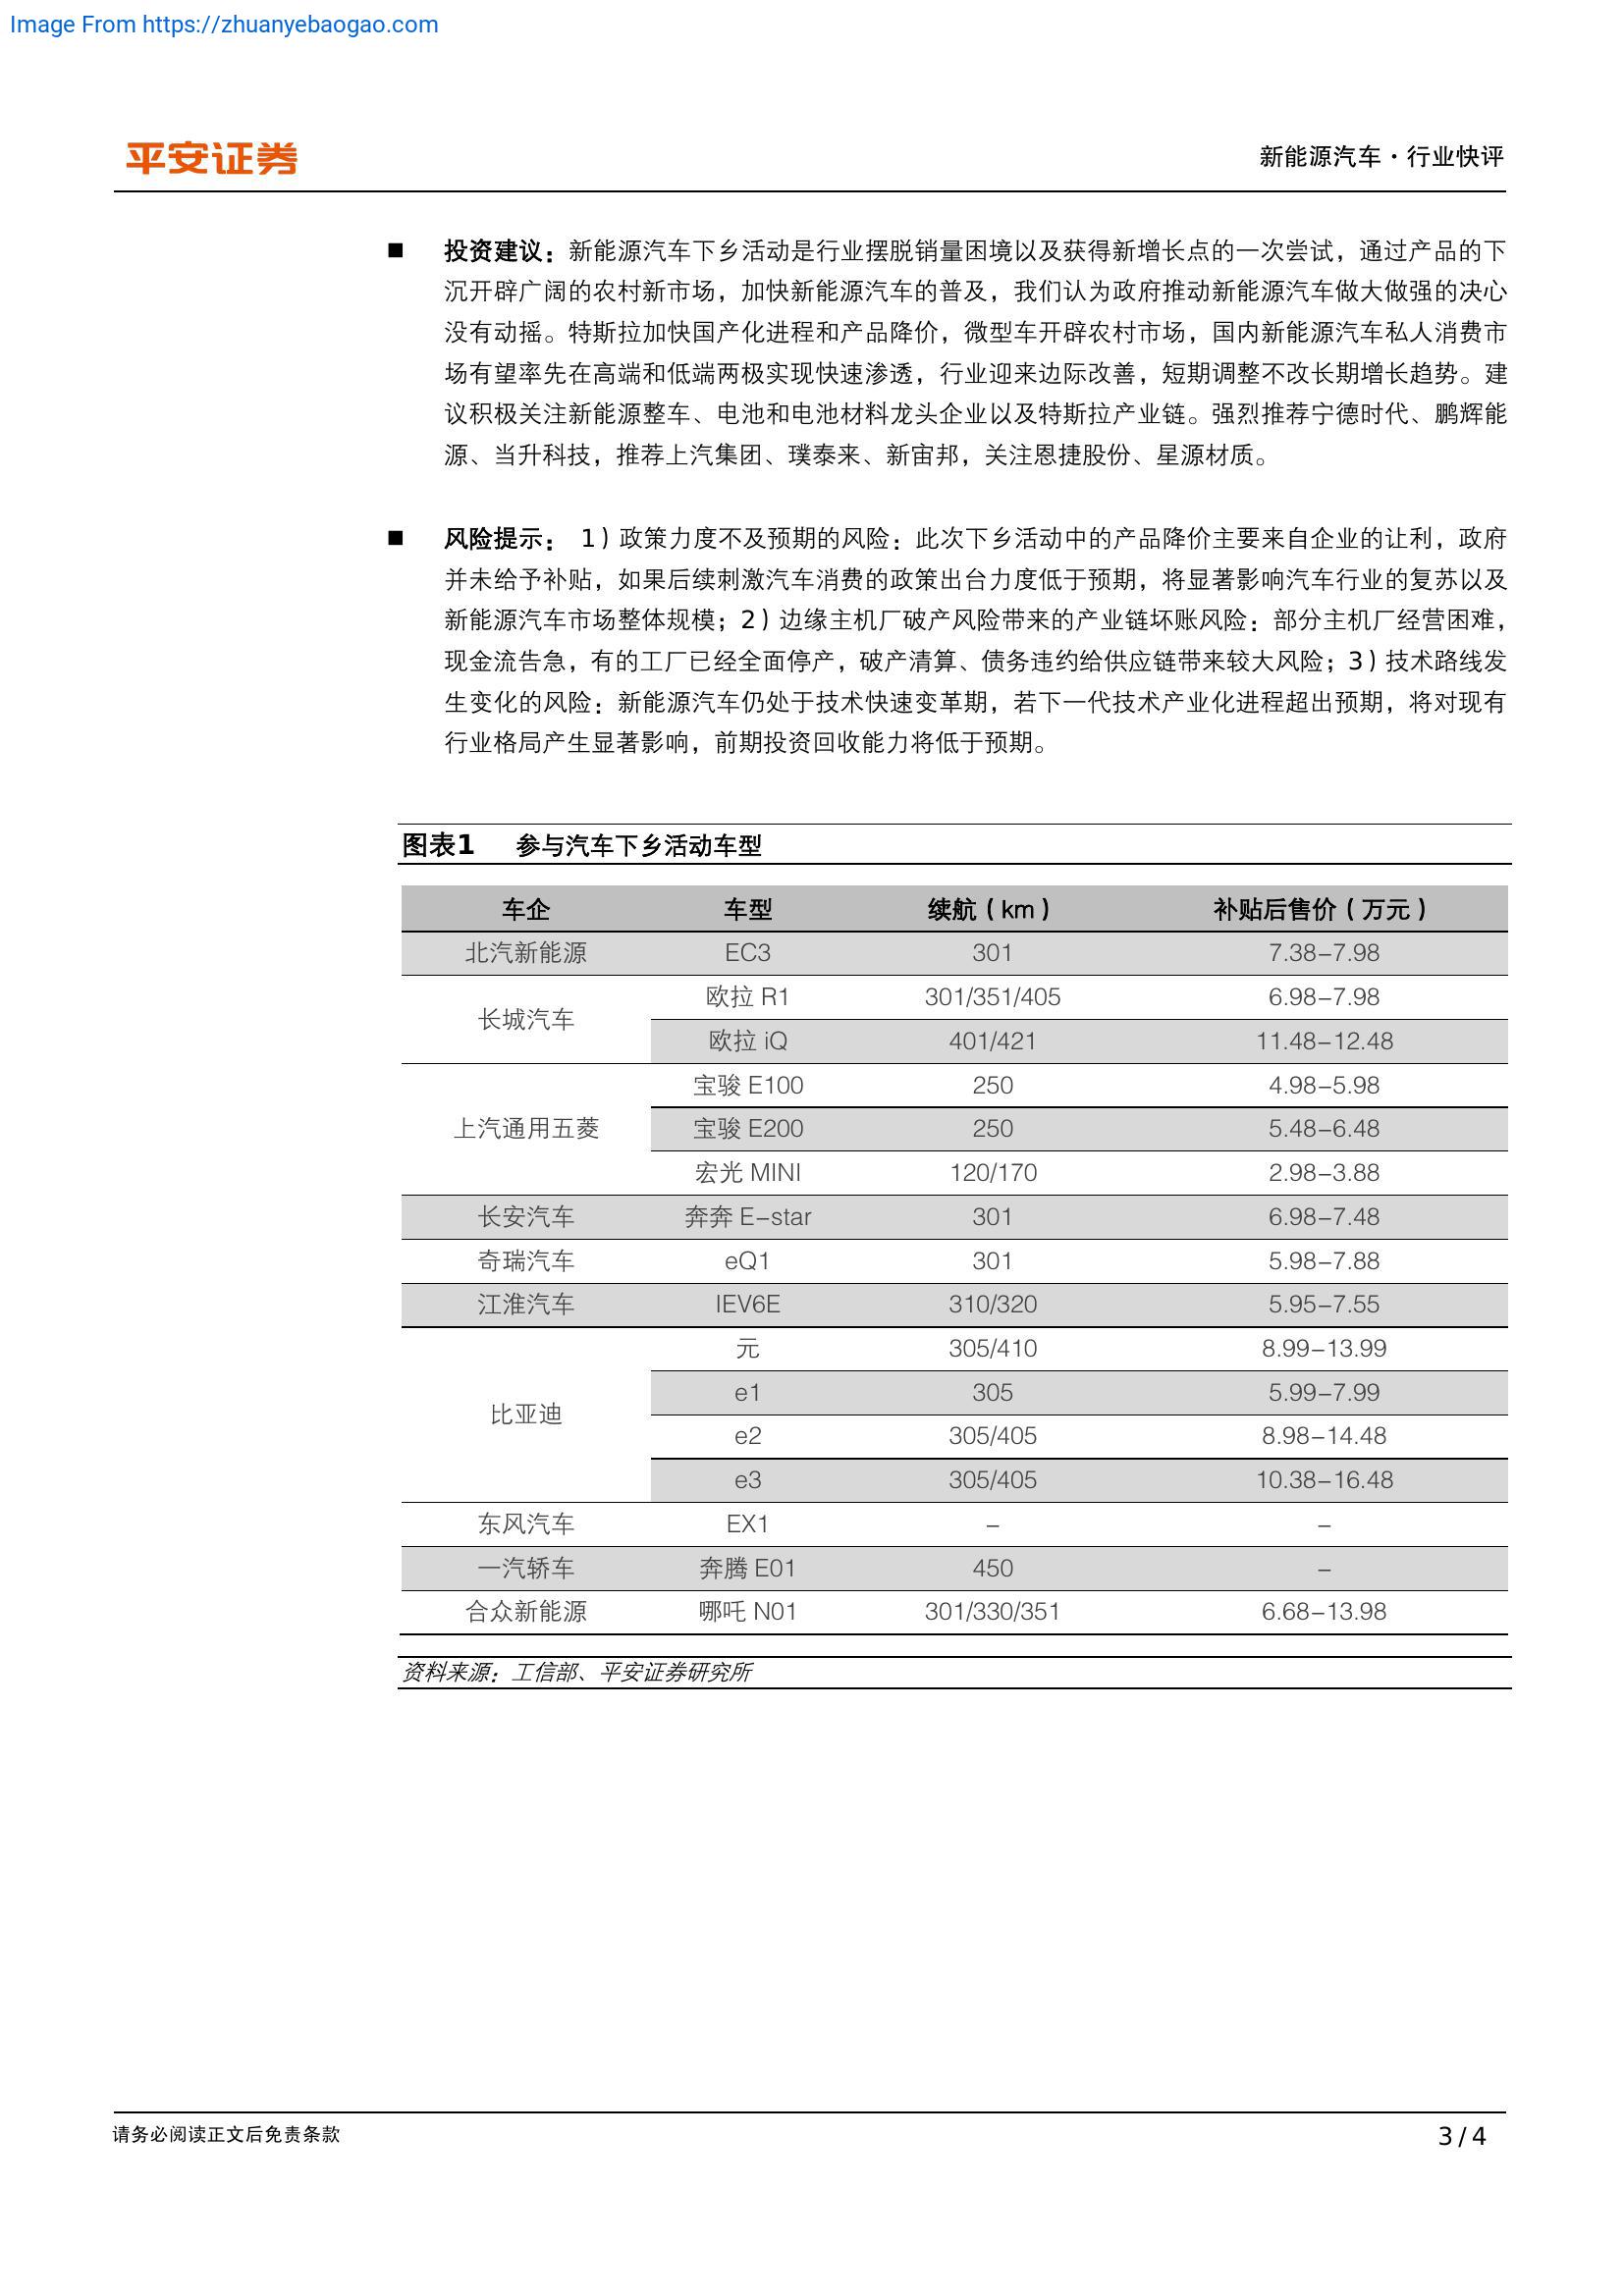 Image From https://zhuanyebaogao.com
平安证券
新能源汽车·行业快评
■ 投资建议：新能源汽车下乡活动是行业摆脱销量困境以及获得新增长点的一次尝试，通过产品的下
沉开辟广阔的农村新市场，加快新能源汽车的普及，我们认为政府推动新能源汽车做大做强的决心
没有动摇。特斯拉加快国产化进程和产品降价，微型车开辟农村市场，国内新能源汽车私人消费市
场有望率先在高端和低端两极实现快速渗透，行业迎来边际改善，短期调整不改长期增长趋势。建
议积极关注新能源整车、电池和电池材料龙头企业以及特斯拉产业链。强烈推荐宁德时代、鹏辉能
源、当升科技，推荐上汽集团、璞泰来、新宙邦，关注恩捷股份、星源材质。
■ 风险提示： 1）政策力度不及预期的风险：此次下乡活动中的产品降价主要来自企业的让利，政府
并未给予补贴，如果后续刺激汽车消费的政策出台力度低于预期，将显著影响汽车行业的复苏以及
新能源汽车市场整体规模；2）边缘主机厂破产风险带来的产业链坏账风险：部分主机厂经营困难，
现金流告急，有的工厂已经全面停产，破产清算、债务违约给供应链带来较大风险；3）技术路线发
生变化的风险：新能源汽车仍处于技术快速变革期，若下一代技术产业化进程超出预期，将对现有
行业格局产生显著影响，前期投资回收能力将低于预期。
图表1 参与汽车下乡活动车型
车企 车型 续航（km） 补贴后售价（万元）
北汽新能源 EC3 301 7.38-7.98
长城汽车 欧拉 R1 301/351/405 6.98-7.98
欧拉 iQ 401/421 11.48-12.48
上汽通用五菱 宝骏 E100 250 4.98-5.98
宝骏 E200 250 5.48-6.48
宏光 MINI 120/170 2.98-3.88
长安汽车 奔奔 E-star 301 6.98-7.48
奇瑞汽车 eQ1 301 5.98-7.88
江淮汽车 IEV6E 310/320 5.95-7.55
比亚迪 元 305/410 8.99-13.99
e1 305 5.99-7.99
e2 305/405 8.98-14.48
e3 305/405 10.38-16.48
东风汽车 EX1 - -
一汽轿车 奔腾 E01 450 -
合众新能源 哪吒 N01 301/330/351 6.68-13.98
资料来源：工信部、平安证券研究所
请务必阅读正文后免责条款
3 / 4